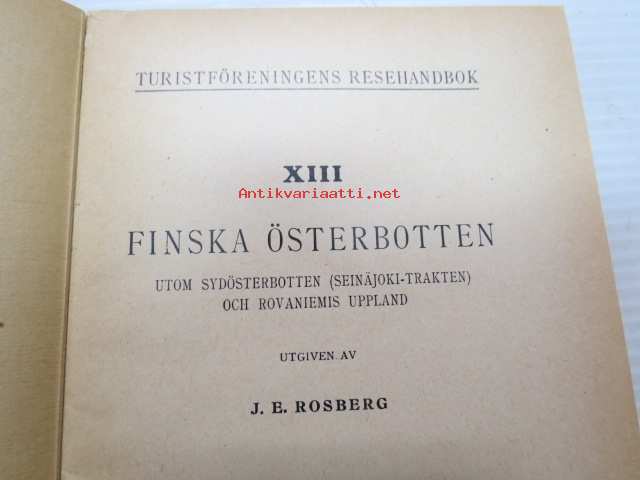 TURISTFÖRENINGENS RESEHANDBOK
XIII
Antikvariaatti.net
FINSKA ÖSTERBOTTEN
UTOM SYDÖSTERBOTTEN (SEINÄJOKI-TRAKTEN)
OCH ROVANIEMIS UPPLAND
UTGIVEN AV
J. E. ROSBERG